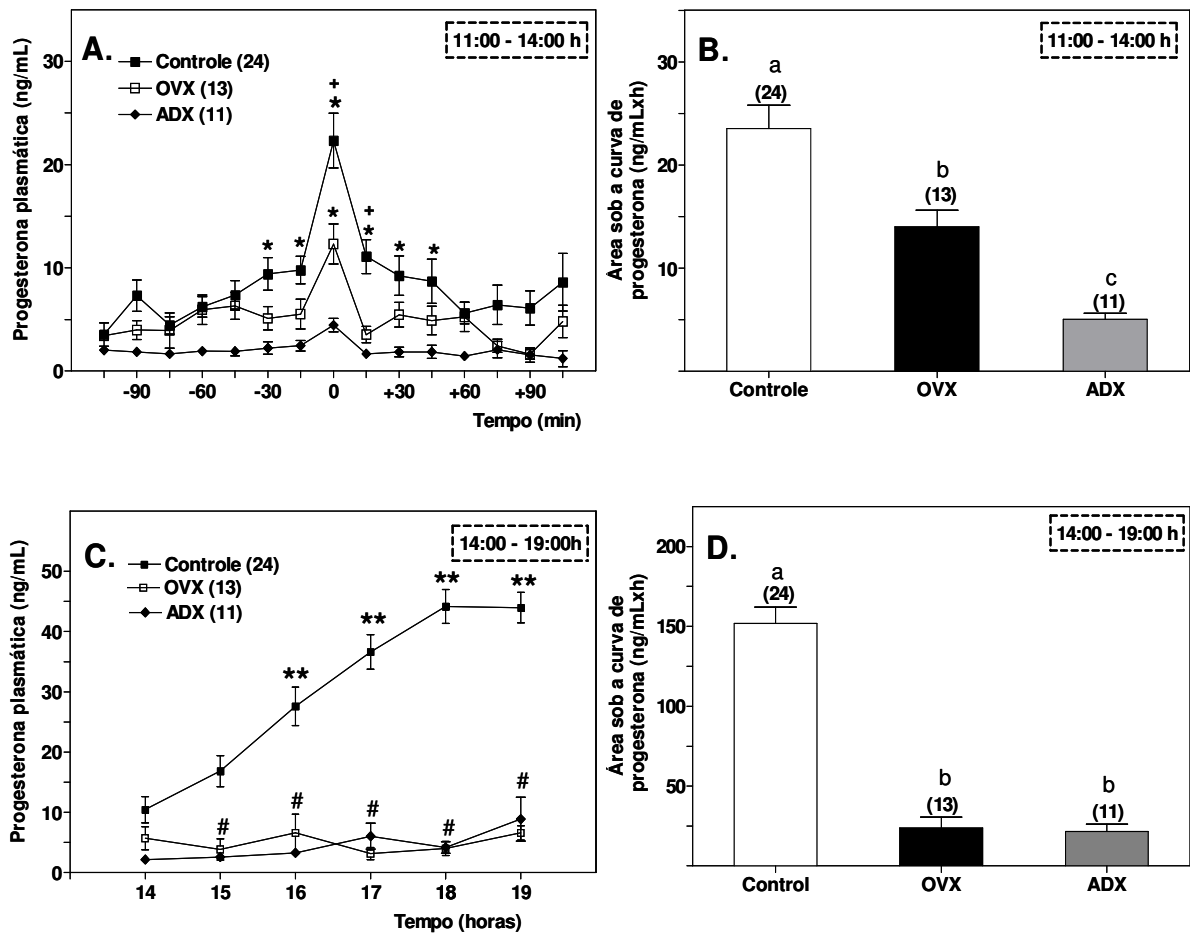 A.
11:00 - 14:00 h
Controle (24)
OVX (13)
ADX (11)
Progesterona plasmática (ng/mL)
30
20
10
0
+
*
*
+
*
*
*
*
*
-90 -60 -30 0 +30 +60 +90
Tempo (min)
B.
11:00 - 14:00 h
Área sob a curva de
progesterona (ng/mLxh)
30
20
10
a
(24)
b
(13)
c
(11)
Controle OVX ADX
C.
14:00 - 19:00h
Controle (24)
OVX (13)
ADX (11)
Progesterona plasmática (ng/mL)
50
40
30
20
10
0
** ** ** **
# # # # #
14 15 16 17 18 19
Tempo (horas)
D.
14:00 - 19:00 h
Área sob a curva de
progesterona (ng/mLxh)
200
150
100
50
a
(24)
b
(13)
b
(11)
Control OVX ADX